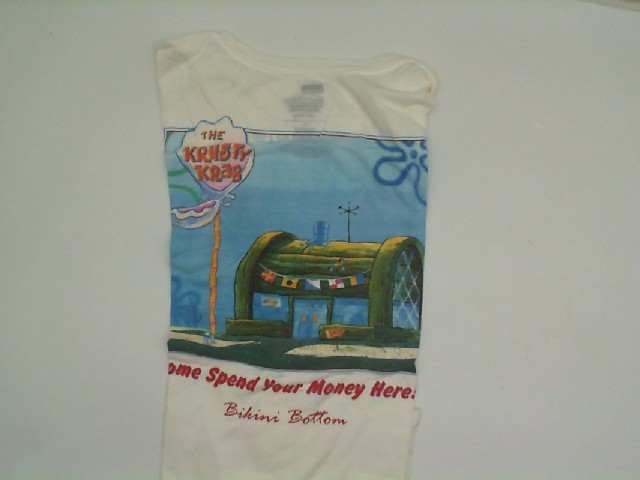 THE
KRUSTY
KRAB
ome Spend Your Money Here!
Bikini Bottom